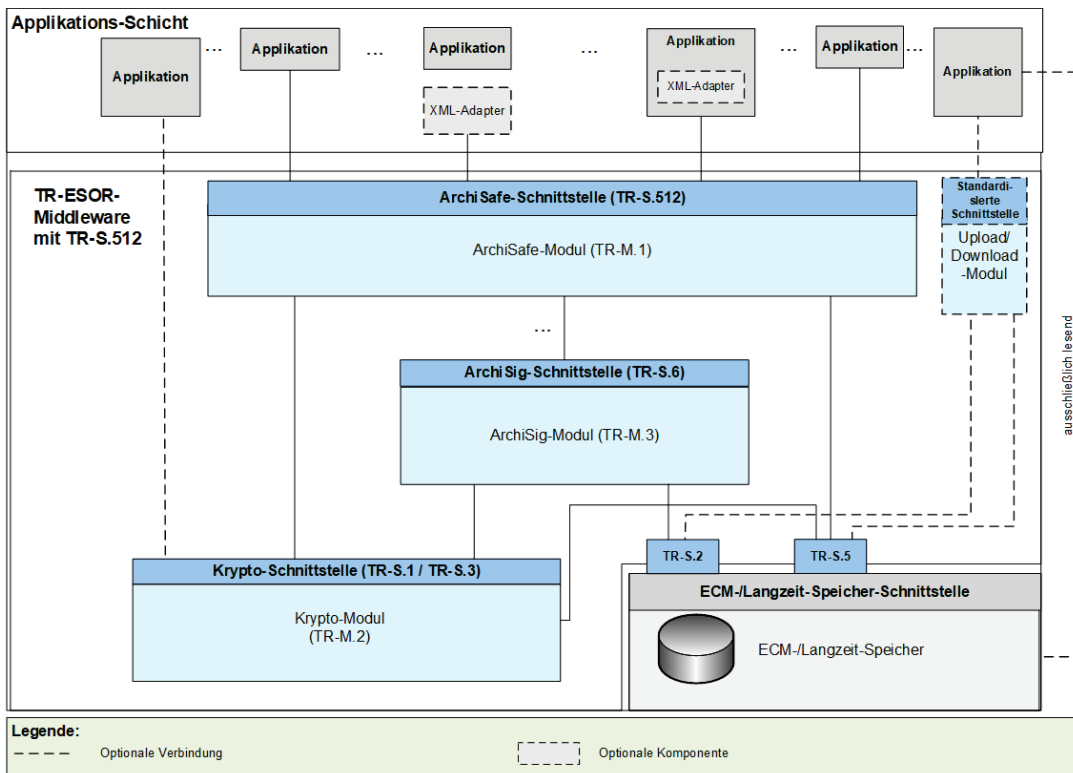 Applikations-Schicht
Applikation
...
Applikation
...
Applikation
XML-Adapter
...
Applikation
XML-Adapter
...
Applikation
...
Applikation
TR-ESOR-
Middleware
mit TR-S.512
ArchiSafe-Schnittstelle (TR-S.512)
ArchiSafe-Modul (TR-M.1)
Standardi-
sierte
Schnittstelle
Upload/
Download
-Modul
...
ArchiSig-Schnittstelle (TR-S.6)
ArchiSig-Modul (TR-M.3)
ausschließlich lesend
TR-S.2
TR-S.5
Krypto-Schnittstelle (TR-S.1 / TR-S.3)
Krypto-Modul
(TR-M.2)
ECM-/Langzeit-Speicher-Schnittstelle
ECM-/Langzeit-Speicher
Legende:
Optionale Verbindung
Optionale Komponente